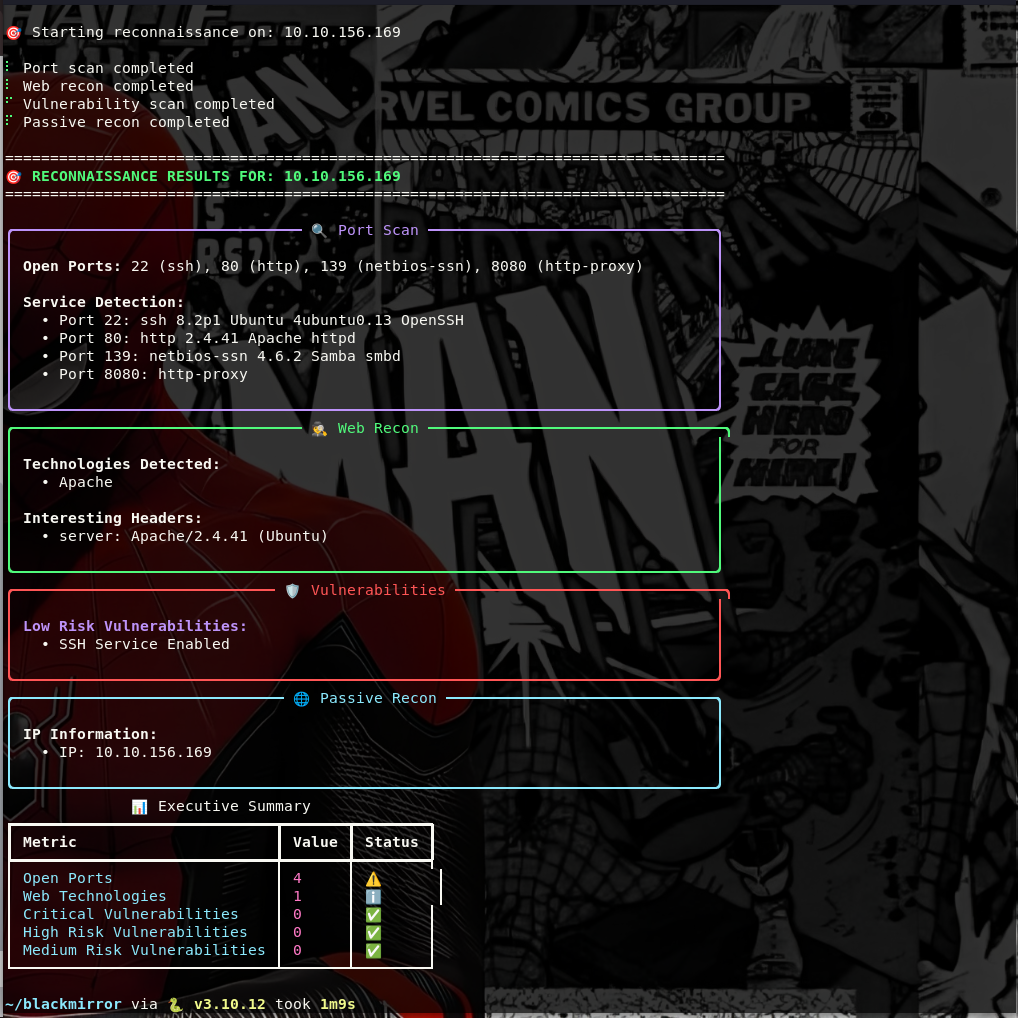 🎯 Starting reconnaissance on: 10.10.156.169
Port scan completed
Web recon completed
Vulnerability scan completed
Passive recon completed
================================================================================
🎯 RECONNAISSANCE RESULTS FOR: 10.10.156.169
================================================================================
🔍 Port Scan
Open Ports: 22 (ssh), 80 (http), 139 (netbios-ssn), 8080 (http-proxy)
Service Detection:
• Port 22: ssh 8.2p1 Ubuntu 4ubuntu0.13 OpenSSH
• Port 80: http 2.4.41 Apache httpd
• Port 139: netbios-ssn 4.6.2 Samba smbd
• Port 8080: http-proxy
🕵️ Web Recon
Technologies Detected:
• Apache
Interesting Headers:
• server: Apache/2.4.41 (Ubuntu)
🛡️ Vulnerabilities
Low Risk Vulnerabilities:
• SSH Service Enabled
🌐 Passive Recon
IP Information:
• IP: 10.10.156.169
📊 Executive Summary
Metric Value Status
Open Ports 4 ⚠️
Web Technologies 1 ℹ️
Critical Vulnerabilities 0 ✅
High Risk Vulnerabilities 0 ✅
Medium Risk Vulnerabilities 0 ✅
~/blackmirror via 🐍 v3.10.12 took 1m9s
RVEL COMICS GROUP
MAN
LUKE
CAGE
HERO
FOR
HIRE!